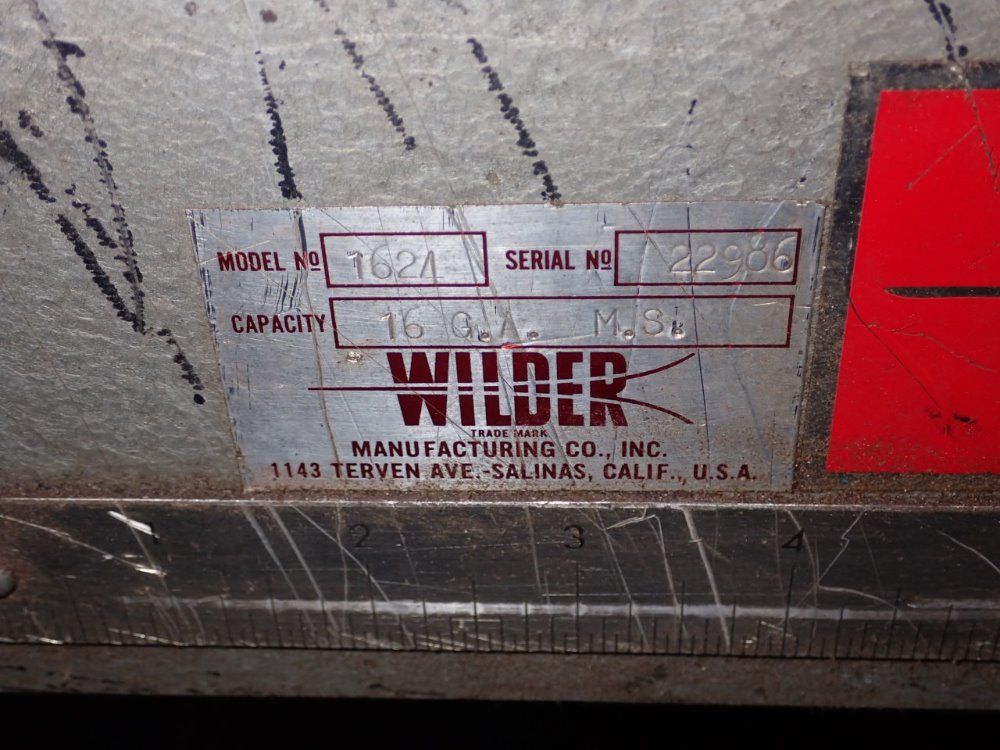 MODEL Nº 1624 SERIAL Nº 22986
CAPACITY 16 G.A. M.S.
WILDER
TRADE MARK
MANUFACTURING CO., INC.
1143 TERVEN AVE.-SALINAS, CALIF., U.S.A.
1 2 3 4